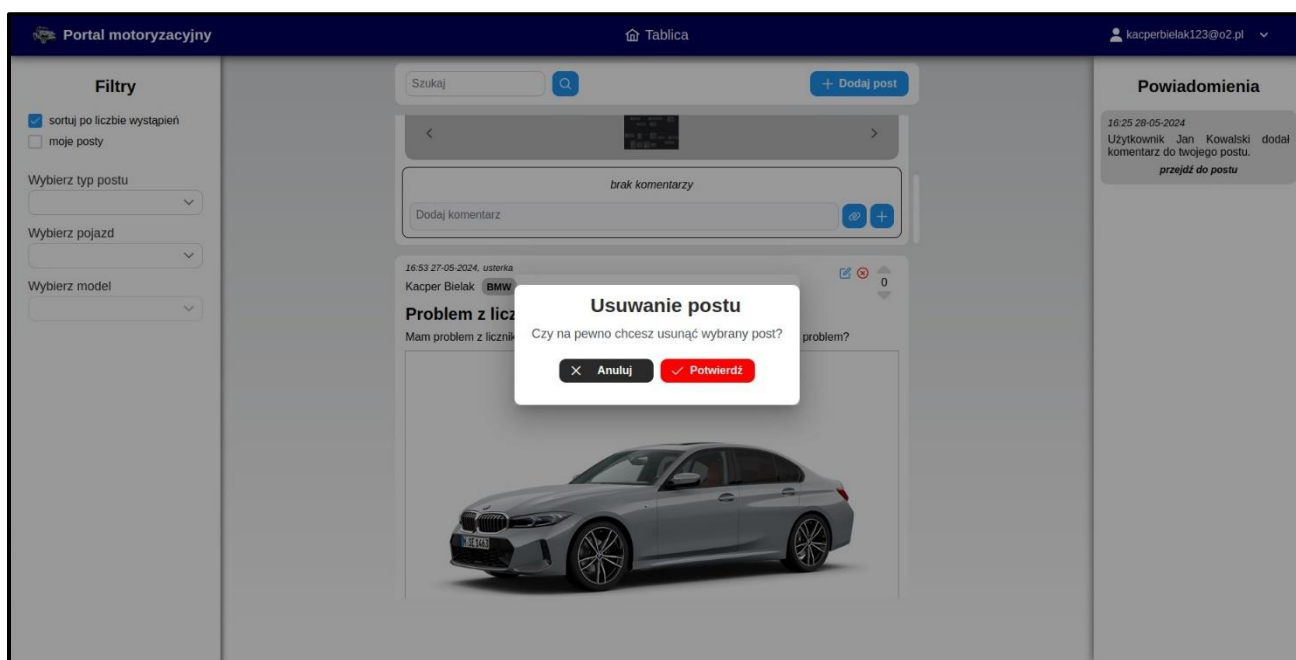 Portal motoryzacyjny
Tablica
kacperbielak123@o2.pl
Filtry
sortuj po liczbie wystąpień
moje posty
Wybierz typ postu
Wybierz pojazd
Wybierz model
Szukaj
Dodaj post
brak komentarzy
Dodaj komentarz
16:53 27-05-2024, usterka
Kacper Bielak BMW
0
Problem z licz
Mam problem z licznik
problem?
Usuwanie postu
Czy na pewno chcesz usunąć wybrany post?
Anuluj
Potwierdź
Powiadomienia
16:25 28-05-2024
Użytkownik Jan Kowalski dodał
komentarz do twojego postu.
przejdź do postu